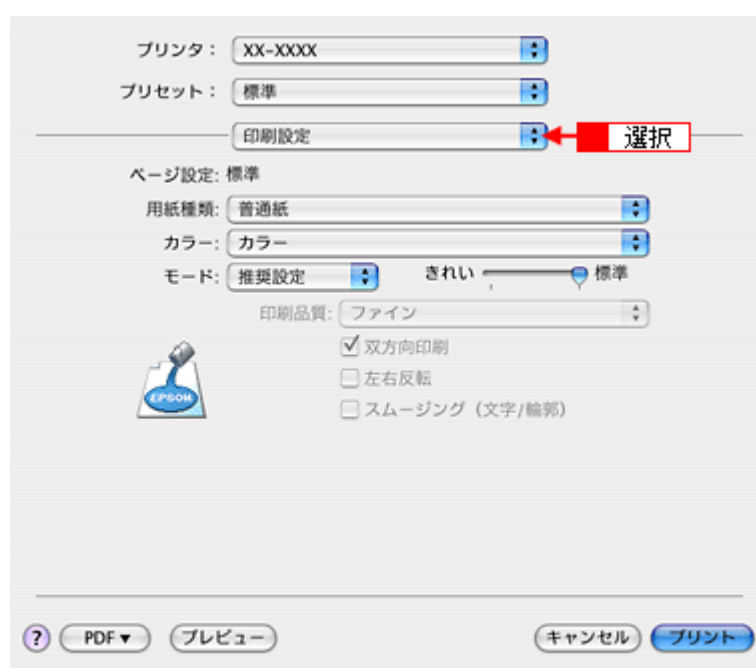 プリンタ： XX-XXXX
プリセット： 標準
印刷設定 選択
ページ設定: 標準
用紙種類: 普通紙
カラー: カラー
モード: 推奨設定 きれい 標準
印刷品質: ファイン
双方向印刷
左右反転
スムージング（文字/輪郭）
EPSON
? PDF▼ プレビュー キャンセル プリント